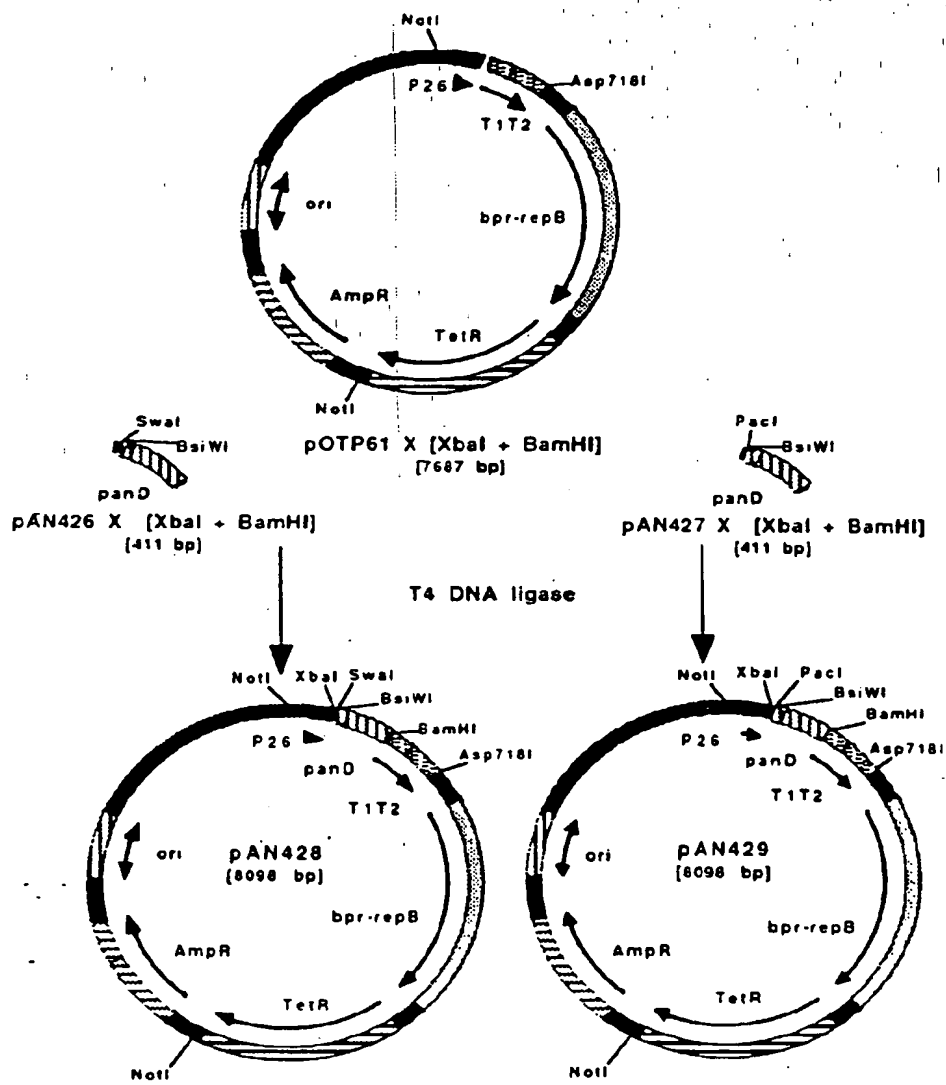 NotI
P26
Asp718I
T1T2
ori
bpr-repB
AmpR
TetR
NotI
pOTP61 X [XbaI + BamHI]
[7687 bp]
SwaI
BsiWI
panD
pAN426 X [XbaI + BamHI]
[411 bp]
PacI
BsiWI
panD
pAN427 X [XbaI + BamHI]
[411 bp]
T4 DNA ligase
NotI XbaI SwaI
BsiWI
BamHI
P26
Asp718I
panD
T1T2
ori
pAN428
[8098 bp]
bpr-repB
AmpR
TetR
NotI
NotI XbaI PacI
BsiWI
BamHI
P26
Asp718I
panD
T1T2
ori
pAN429
[8098 bp]
bpr-repB
AmpR
TetR
NotI